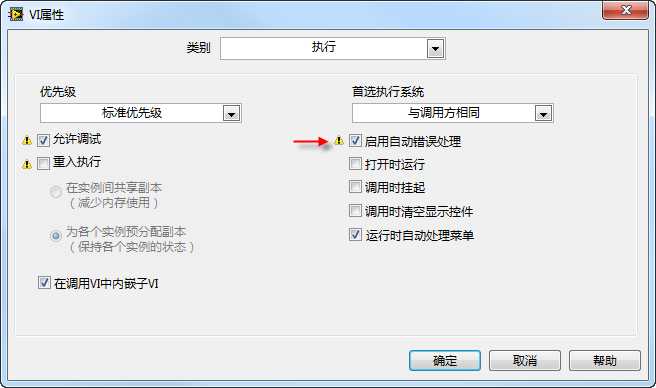 VI属性
类别
执行
优先级
标准优先级
允许调试
重入执行
在实例间共享副本
（减少内存使用）
为各个实例预分配副本
（保持各个实例的状态）
在调用VI中内嵌子VI
首选执行系统
与调用方相同
启用自动错误处理
打开时运行
调用时挂起
调用时清空显示控件
运行时自动处理菜单
确定
取消
帮助